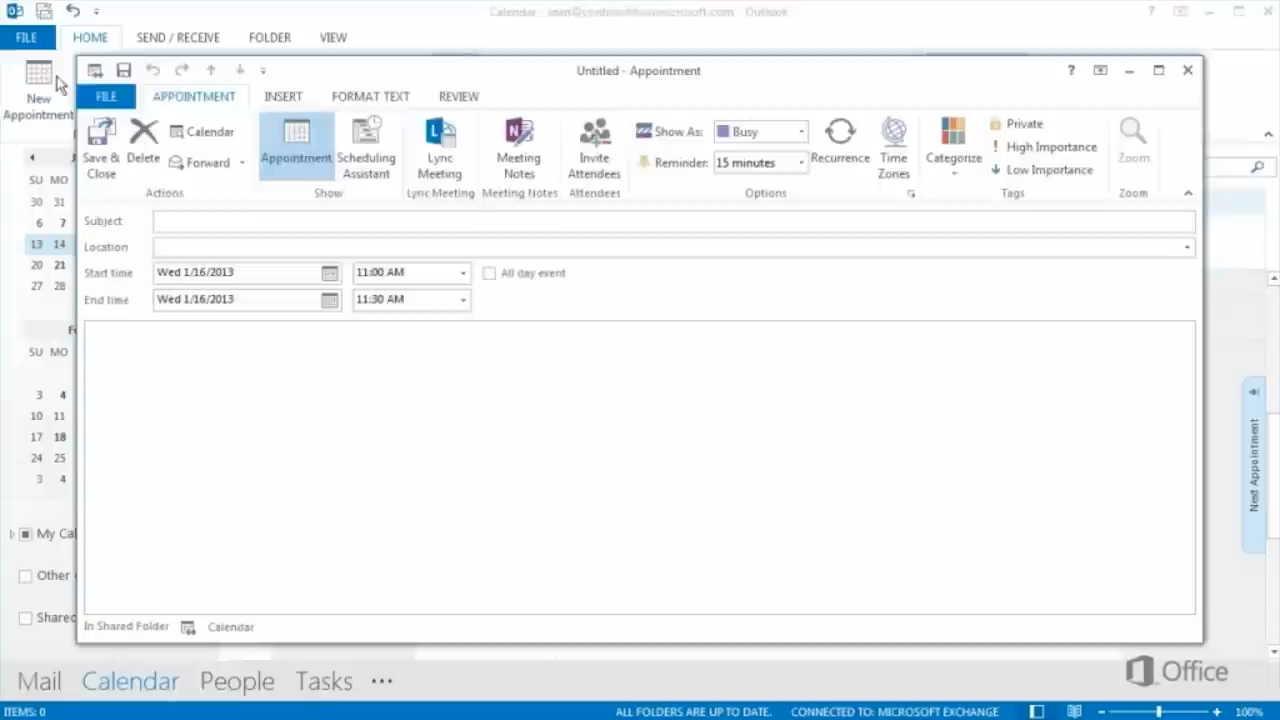 Calendar - sean@contoso0.onmicrosoft.com - Outlook
FILE HOME SEND / RECEIVE FOLDER VIEW
New
Appointment
Untitled - Appointment
FILE APPOINTMENT INSERT FORMAT TEXT REVIEW
Save & Close
Delete
Calendar
Forward
Actions
Appointment
Scheduling Assistant
Show
Lync Meeting
Lync Meeting
Meeting Notes
Meeting Notes
Invite Attendees
Attendees
Show As: Busy
Reminder: 15 minutes
Recurrence
Time Zones
Options
Categorize
Private
High Importance
Low Importance
Tags
Zoom
Zoom
Subject
Location
Start time Wed 1/16/2013 11:00 AM All day event
End time Wed 1/16/2013 11:30 AM
SU MO
30 31
6 7
13 14
20 21
27 28
SU MO
3 4
10 11
17 18
24 25
3 4
My Cal
Other
Shared
Next Appointment
In Shared Folder Calendar
Mail Calendar People Tasks •••
Office
ITEMS: 0 ALL FOLDERS ARE UP TO DATE. CONNECTED TO: MICROSOFT EXCHANGE 100%